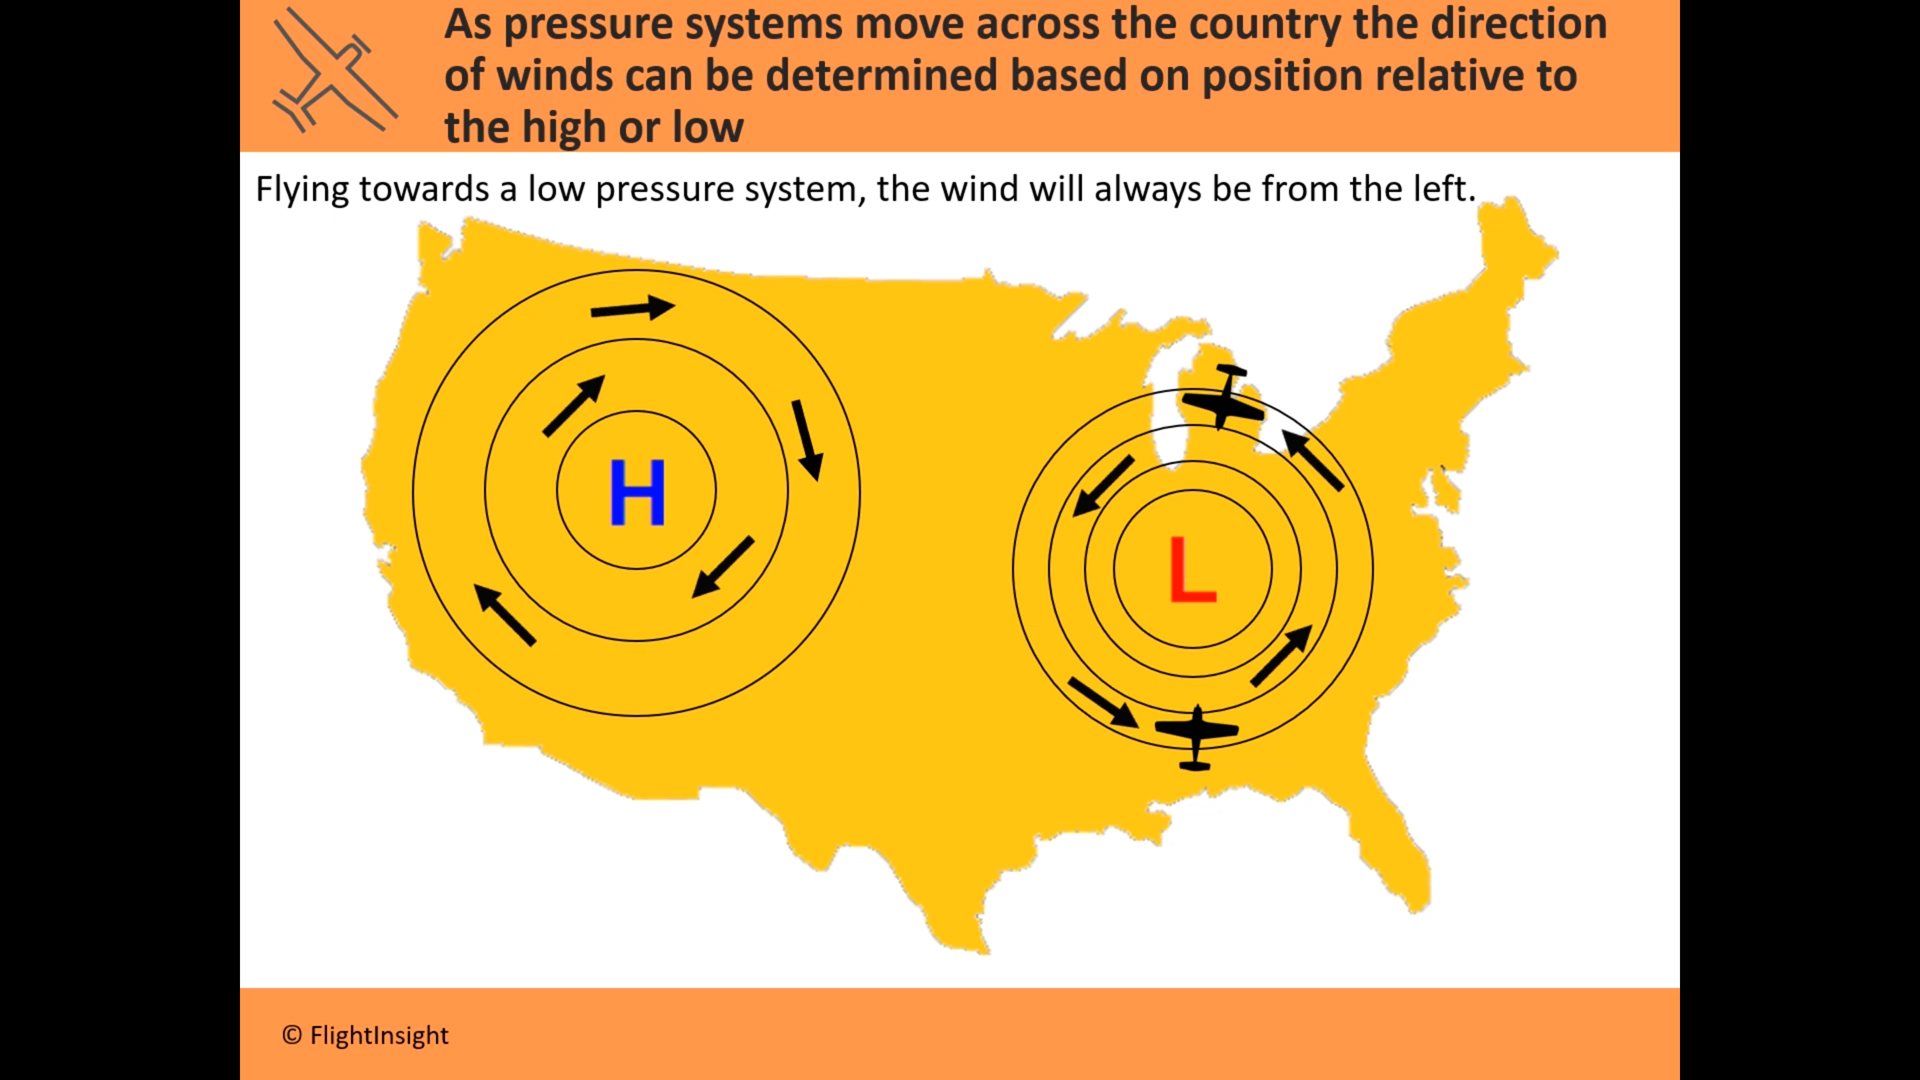 As pressure systems move across the country the direction
of winds can be determined based on position relative to
the high or low
Flying towards a low pressure system, the wind will always be from the left.
H
L
© FlightInsight